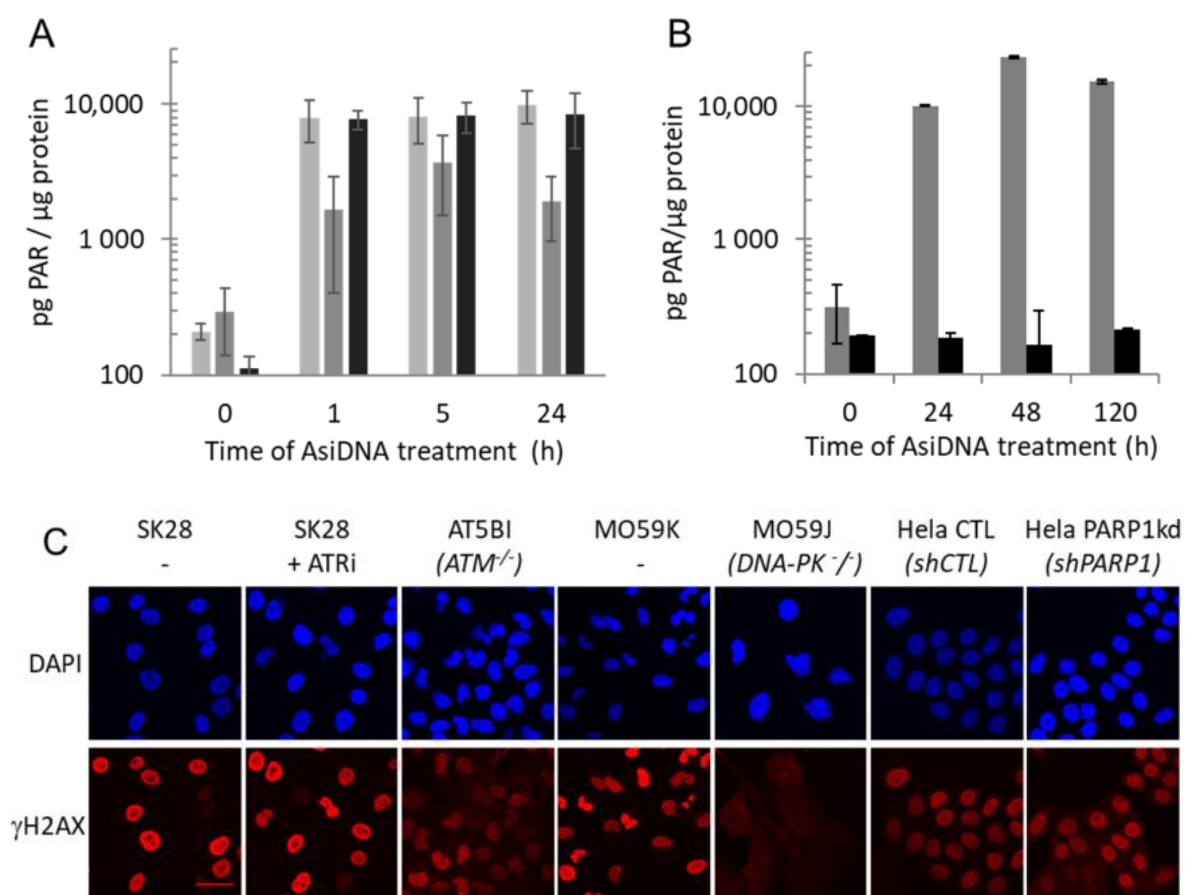 A
pg PAR / µg protein
10,000
1 000
100
0 1 5 24
Time of AsiDNA treatment (h)
B
pg PAR/µg protein
10,000
1 000
100
0 24 48 120
Time of AsiDNA treatment (h)
C
SK28 SK28 AT5BI MO59K MO59J Hela CTL Hela PARP1kd
- + ATRi (ATM-/-) - (DNA-PK -/-) (shCTL) (shPARP1)
DAPI
γH2AX